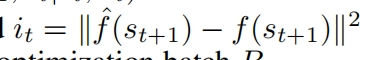 i_t = ‖f̂(s_{t+1}) − f(s_{t+1})‖²